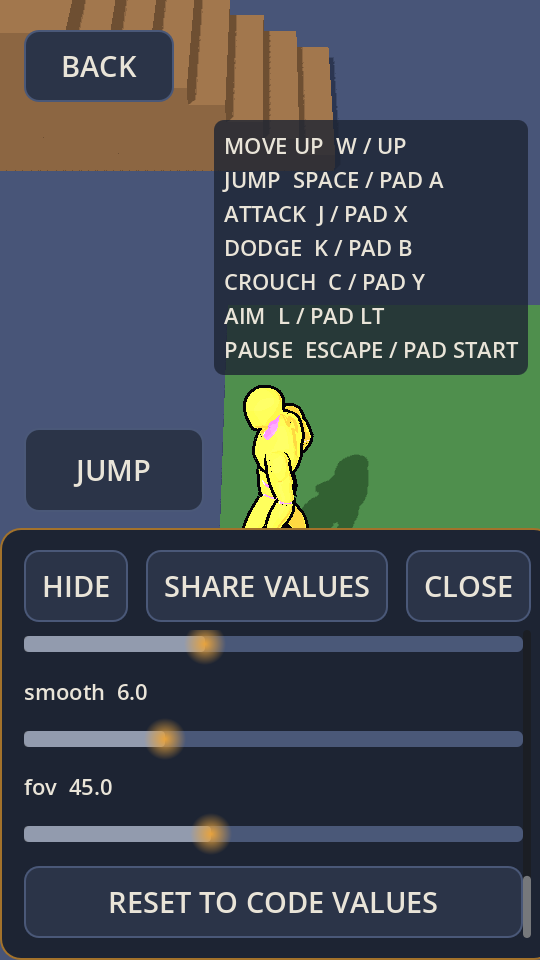 BACK
MOVE UP W / UP
JUMP SPACE / PAD A
ATTACK J / PAD X
DODGE K / PAD B
CROUCH C / PAD Y
AIM L / PAD LT
PAUSE ESCAPE / PAD START
JUMP
HIDE SHARE VALUES CLOSE
smooth 6.0
fov 45.0
RESET TO CODE VALUES